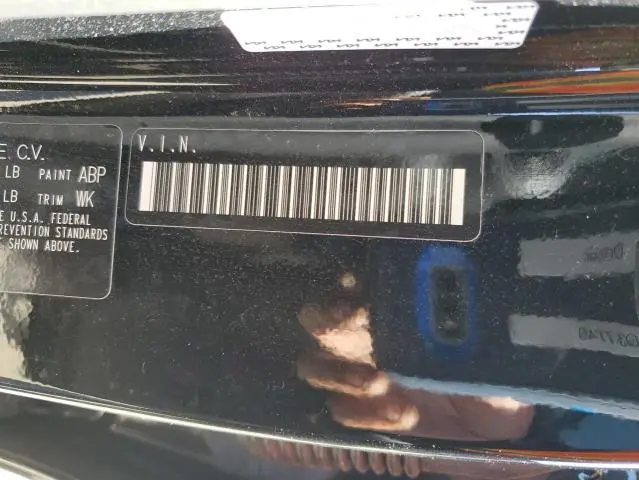 E. C.V.
LB PAINT ABP
LB TRIM WK
E U.S.A. FEDERAL
REVENTION STANDARDS
SHOWN ABOVE.
V.I.N.